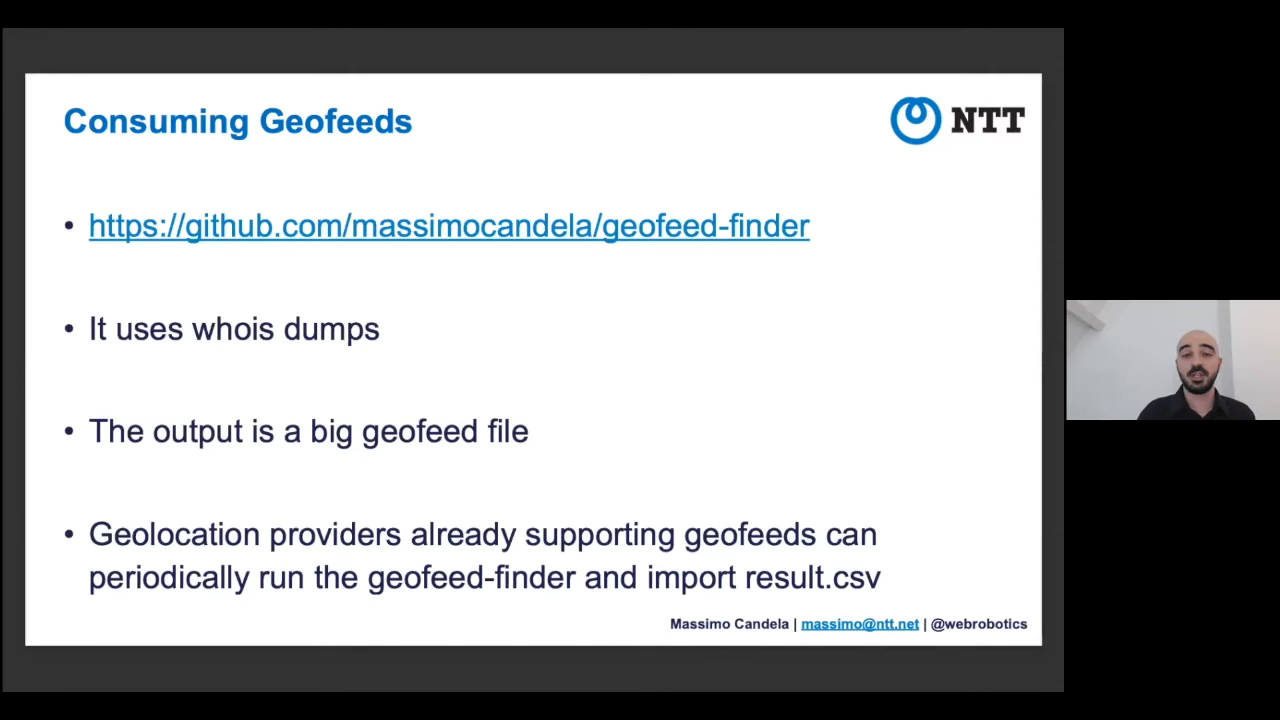 Consuming Geofeeds
NTT
• https://github.com/massimocandela/geofeed-finder
• It uses whois dumps
• The output is a big geofeed file
• Geolocation providers already supporting geofeeds can
periodically run the geofeed-finder and import result.csv
Massimo Candela | massimo@ntt.net | @webrobotics